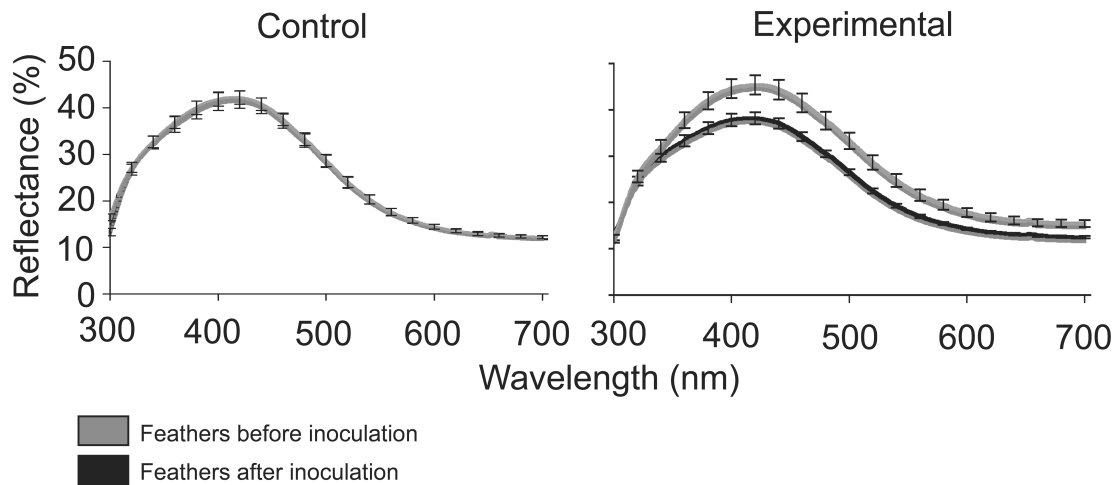 Control
Experimental
Reflectance (%)
50
40
30
20
10
0
300
400
500
600
700
300
400
500
600
700
Wavelength (nm)
Feathers before inoculation
Feathers after inoculation